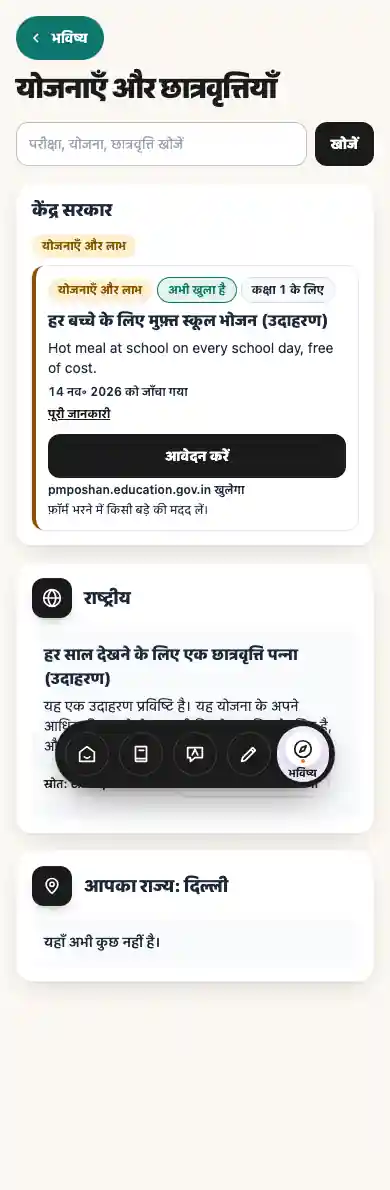 भविष्य
योजनाएँ और छात्रवृत्तियाँ
परीक्षा, योजना, छात्रवृत्ति खोजें
खोजें
केंद्र सरकार
योजनाएँ और लाभ
योजनाएँ और लाभ
अभी खुला है
कक्षा 1 के लिए
हर बच्चे के लिए मुफ़्त स्कूल भोजन (उदाहरण)
Hot meal at school on every school day, free
of cost.
14 नव॰ 2026 को जाँचा गया
पूरी जानकारी
आवेदन करें
pmposhan.education.gov.in खुलेगा
फ़ॉर्म भरने में किसी बड़े की मदद लें।
राष्ट्रीय
हर साल देखने के लिए एक छात्रवृत्ति पन्ना
(उदाहरण)
यह एक उदाहरण प्रविष्टि है। यह योजना के अपने
है,
स्रोत:
भविष्य
आपका राज्य: दिल्ली
यहाँ अभी कुछ नहीं है।